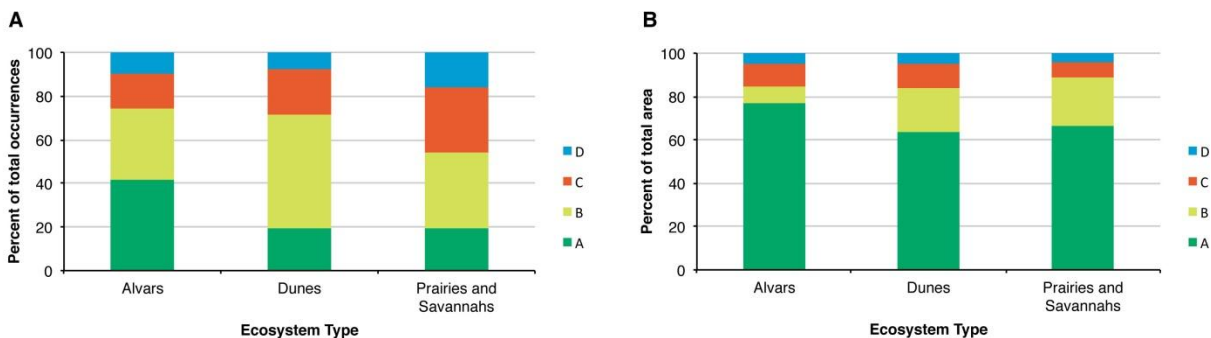 A
Percent of total occurrences
100
80
60
40
20
0
Alvars
Dunes
Prairies and
Savannahs
Ecosystem Type
D
C
B
A
B
Percent of total area
100
80
60
40
20
0
Alvars
Dunes
Prairies and
Savannahs
Ecosystem Type
D
C
B
A